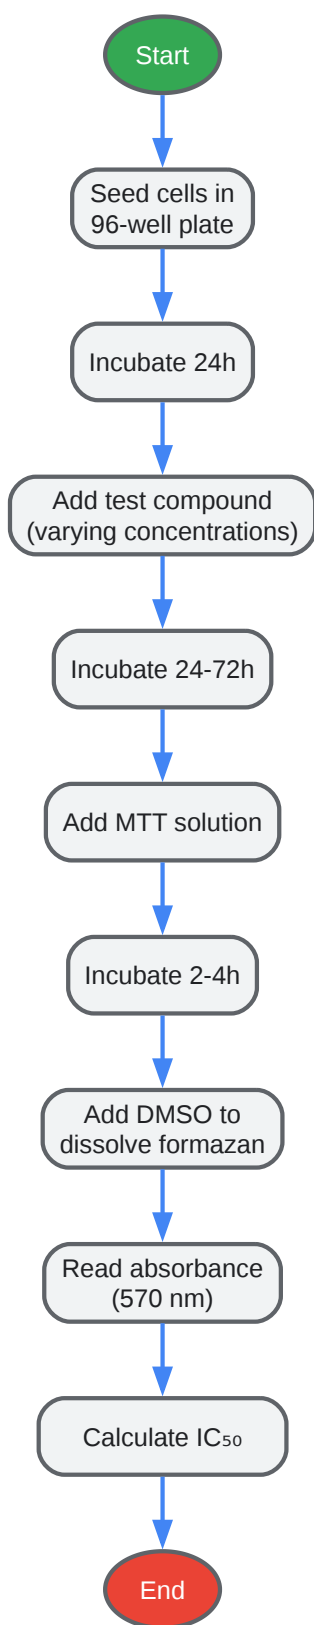 Start
Seed cells in
96-well plate
Incubate 24h
Add test compound
(varying concentrations)
Incubate 24-72h
Add MTT solution
Incubate 2-4h
Add DMSO to
dissolve formazan
Read absorbance
(570 nm)
Calculate IC₅₀
End